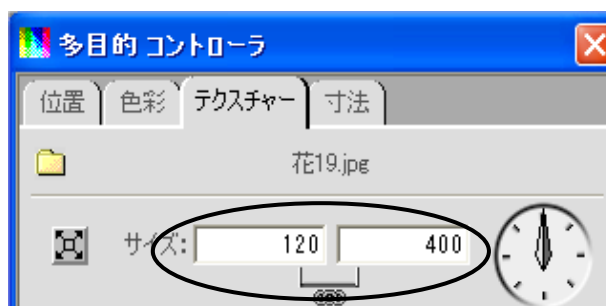 多目的 コントローラ
位置 色彩 テクスチャー 寸法
花19.jpg
サイズ: 120 400